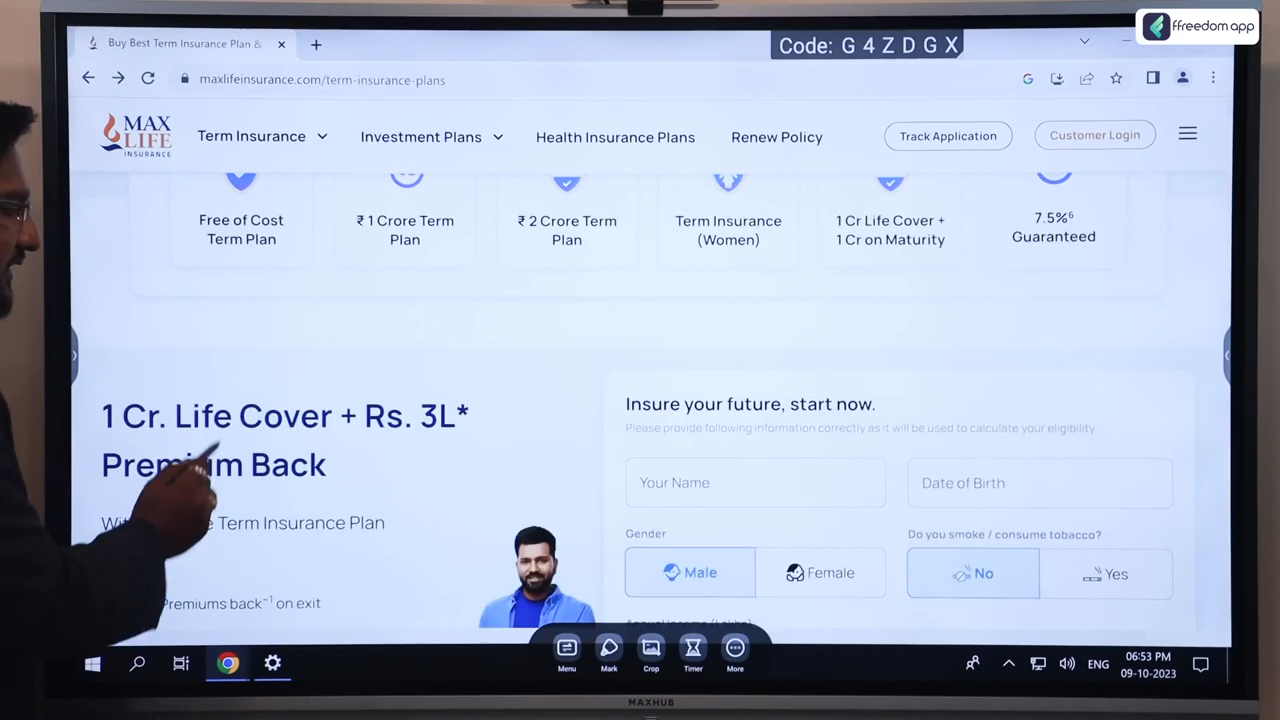 ffreedom app
Buy Best Term Insurance Plan &
Code: G 4 Z D G X
maxlifeinsurance.com/term-insurance-plans
MAX
LIFE
INSURANCE
Term Insurance
Investment Plans
Health Insurance Plans
Renew Policy
Track Application
Customer Login
Free of Cost
Term Plan
₹ 1 Crore Term
Plan
₹ 2 Crore Term
Plan
Term Insurance
(Women)
1 Cr Life Cover +
1 Cr on Maturity
7.5%⁶
Guaranteed
1 Cr. Life Cover + Rs. 3L*
Premium Back
Term Insurance Plan
Premiums back⁻¹ on exit
Insure your future, start now.
Please provide following information correctly as it will be used to calculate your eligibility
Your Name
Date of Birth
Gender
Do you smoke / consume tobacco?
Male
Female
No
Yes
Menu
Mark
Crop
Timer
More
ENG
06:53 PM
09-10-2023
MAXHUB